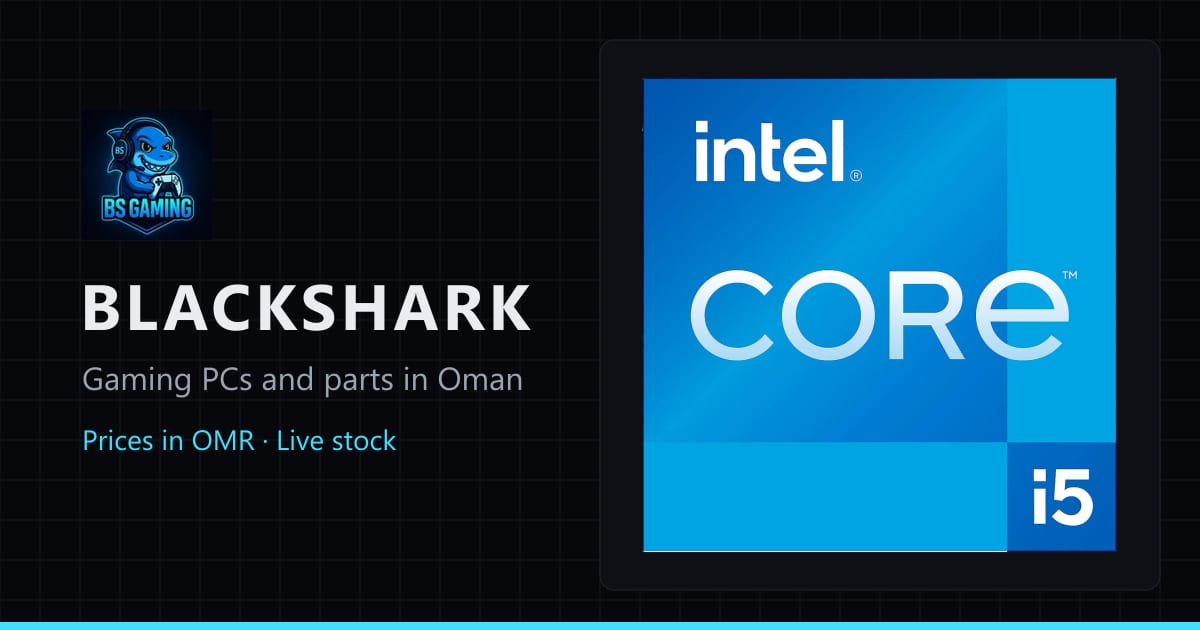 BS
BS GAMING
BLACKSHARK
Gaming PCs and parts in Oman
Prices in OMR · Live stock
intel®
CORe™
i5